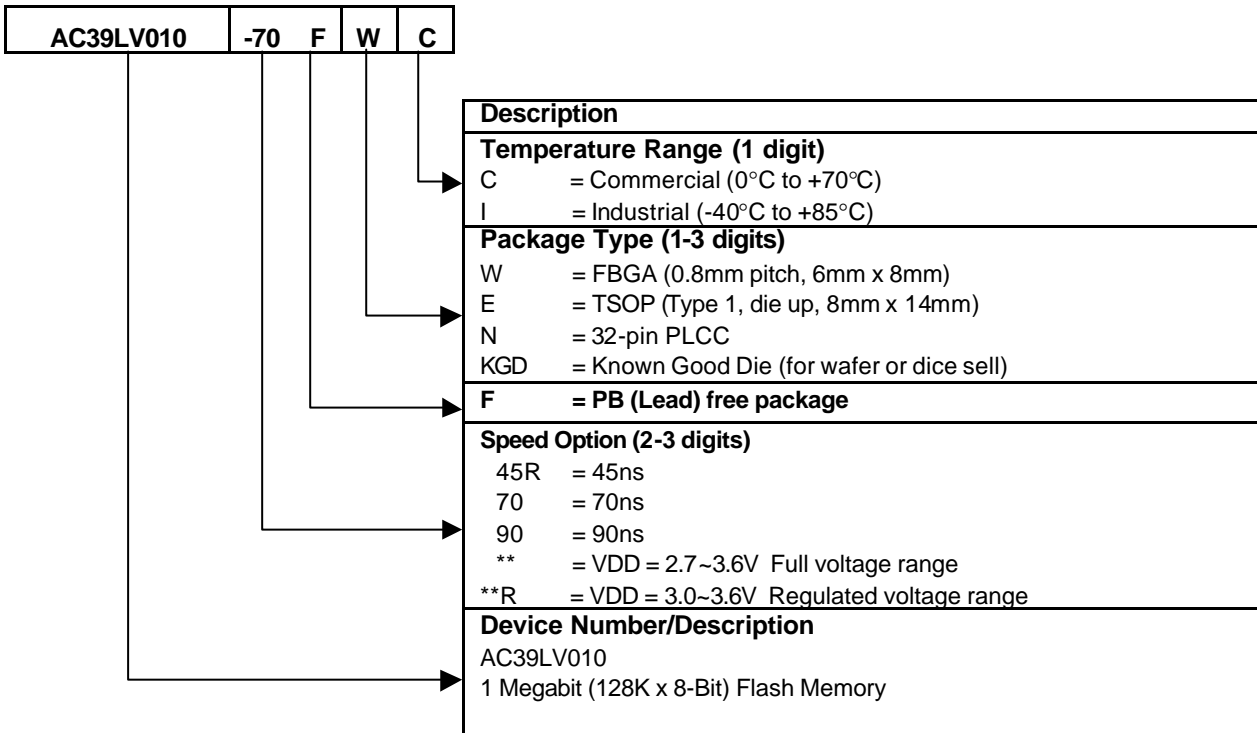 AC39LV010 -70 F W C
Description
Temperature Range (1 digit)
C = Commercial (0°C to +70°C)
I = Industrial (-40°C to +85°C)
Package Type (1-3 digits)
W = FBGA (0.8mm pitch, 6mm x 8mm)
E = TSOP (Type 1, die up, 8mm x 14mm)
N = 32-pin PLCC
KGD = Known Good Die (for wafer or dice sell)
F = PB (Lead) free package
Speed Option (2-3 digits)
45R = 45ns
70 = 70ns
90 = 90ns
** = VDD = 2.7~3.6V Full voltage range
**R = VDD = 3.0~3.6V Regulated voltage range
Device Number/Description
AC39LV010
1 Megabit (128K x 8-Bit) Flash Memory